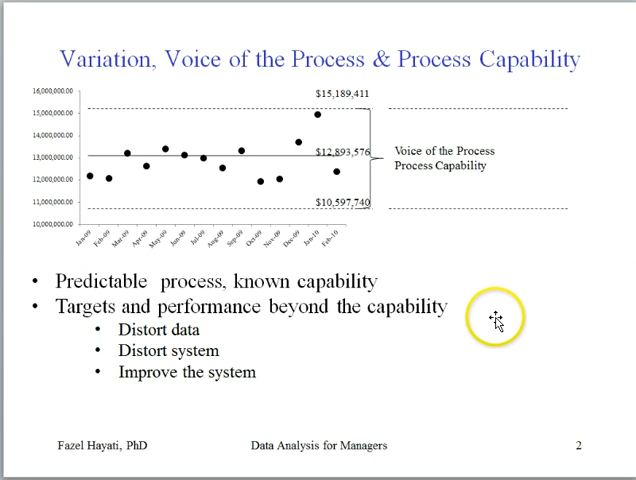 Variation, Voice of the Process & Process Capability
16,000,000.00
15,000,000.00
14,000,000.00
13,000,000.00
12,000,000.00
11,000,000.00
10,000,000.00
$15,189,411
$12,893,576
$10,597,740
Voice of the Process
Process Capability
Jan-09 Feb-09 Mar-09 Apr-09 May-09 Jun-09 Jul-09 Aug-09 Sep-09 Oct-09 Nov-09 Dec-09 Jan-10 Feb-10
• Predictable process, known capability
• Targets and performance beyond the capability
• Distort data
• Distort system
• Improve the system
Fazel Hayati, PhD Data Analysis for Managers 2